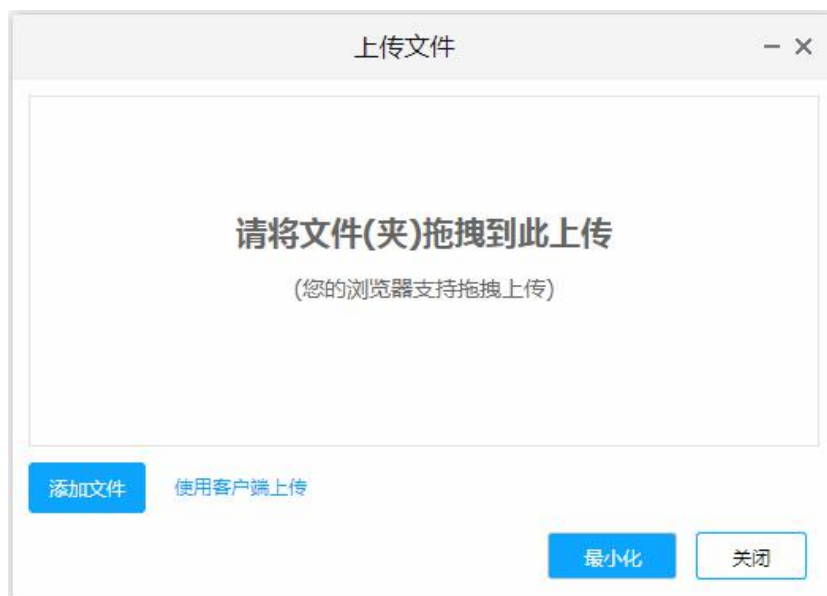 上传文件
请将文件(夹)拖拽到此上传
(您的浏览器支持拖拽上传)
添加文件 使用客户端上传
最小化 关闭